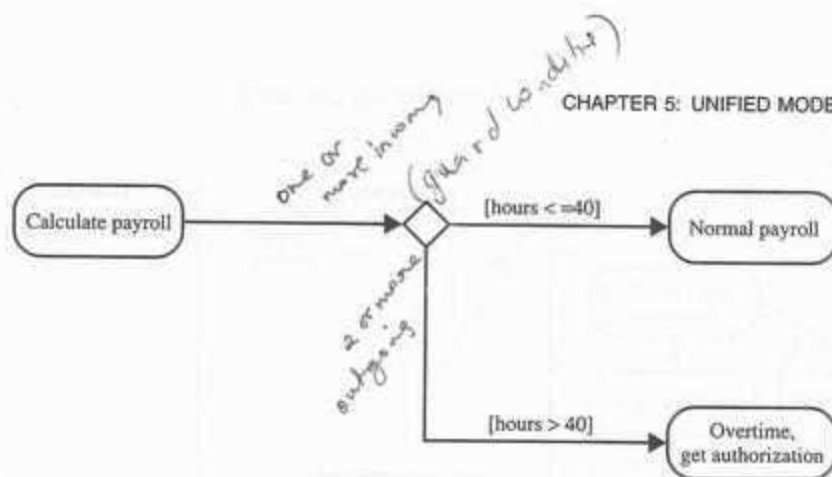 CHAPTER 5: UNIFIED MODE
one or
more incoming
(guard condition)
Calculate payroll
[hours <=40]
Normal payroll
2 or more
outgoing
[hours > 40]
Overtime,
get authorization